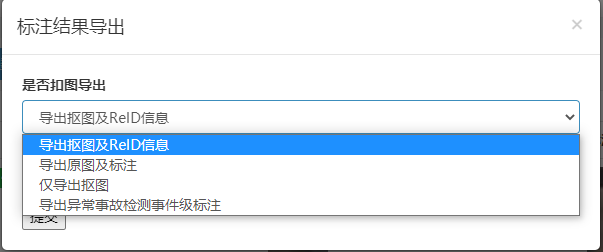 标注结果导出
×
是否扣图导出
导出抠图及ReID信息
导出抠图及ReID信息
导出原图及标注
仅导出抠图
导出异常事故检测事件级标注
提交